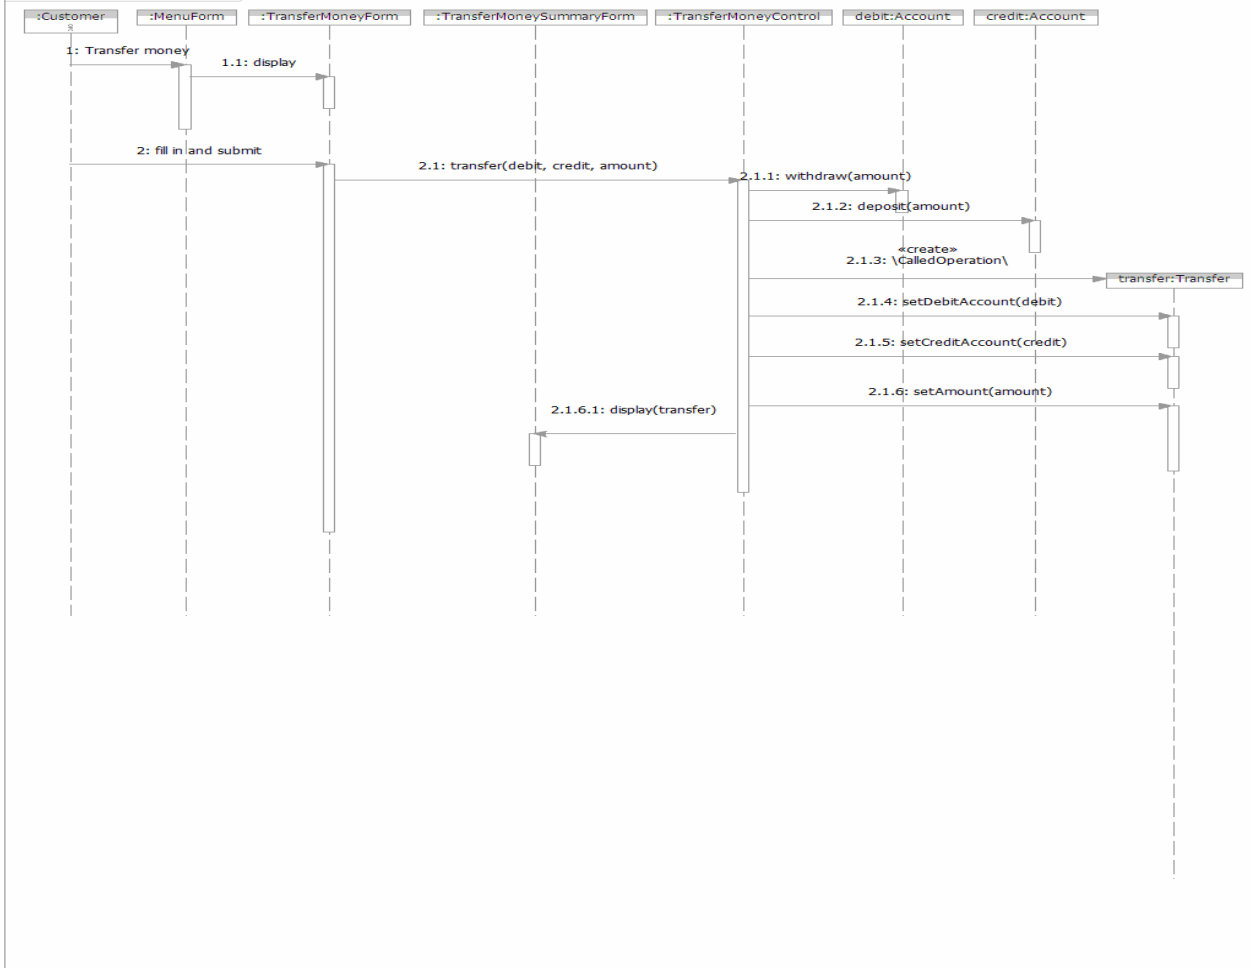 :Customer
:MenuForm
:TransferMoneyForm
:TransferMoneySummaryForm
:TransferMoneyControl
debit:Account
credit:Account
1: Transfer money
1.1: display
2: fill in and submit
2.1: transfer(debit, credit, amount)
2.1.1: withdraw(amount)
2.1.2: deposit(amount)
«create»
2.1.3: \CalledOperation\
transfer:Transfer
2.1.4: setDebitAccount(debit)
2.1.5: setCreditAccount(credit)
2.1.6: setAmount(amount)
2.1.6.1: display(transfer)